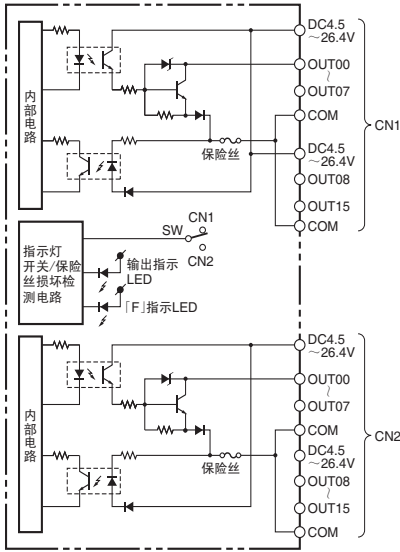 DC4.5
~26.4V
OUT00
~
OUT07
COM
CN1
DC4.5
~26.4V
OUT08
OUT15
COM
内部电路
保险丝
CN1
SW
CN2
指示灯
开关/保险
丝损坏检
测电路
输出指示
LED
「F」指示LED
DC4.5
~26.4V
OUT00
~
OUT07
COM
CN2
DC4.5
~26.4V
OUT08
~
OUT15
COM
内部电路
保险丝